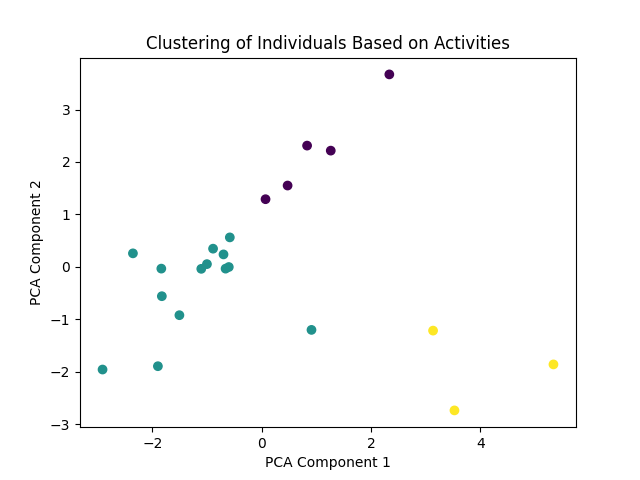 Clustering of Individuals Based on Activities
3
2
1
0
−1
−2
−3
PCA Component 2
−2 0 2 4
PCA Component 1